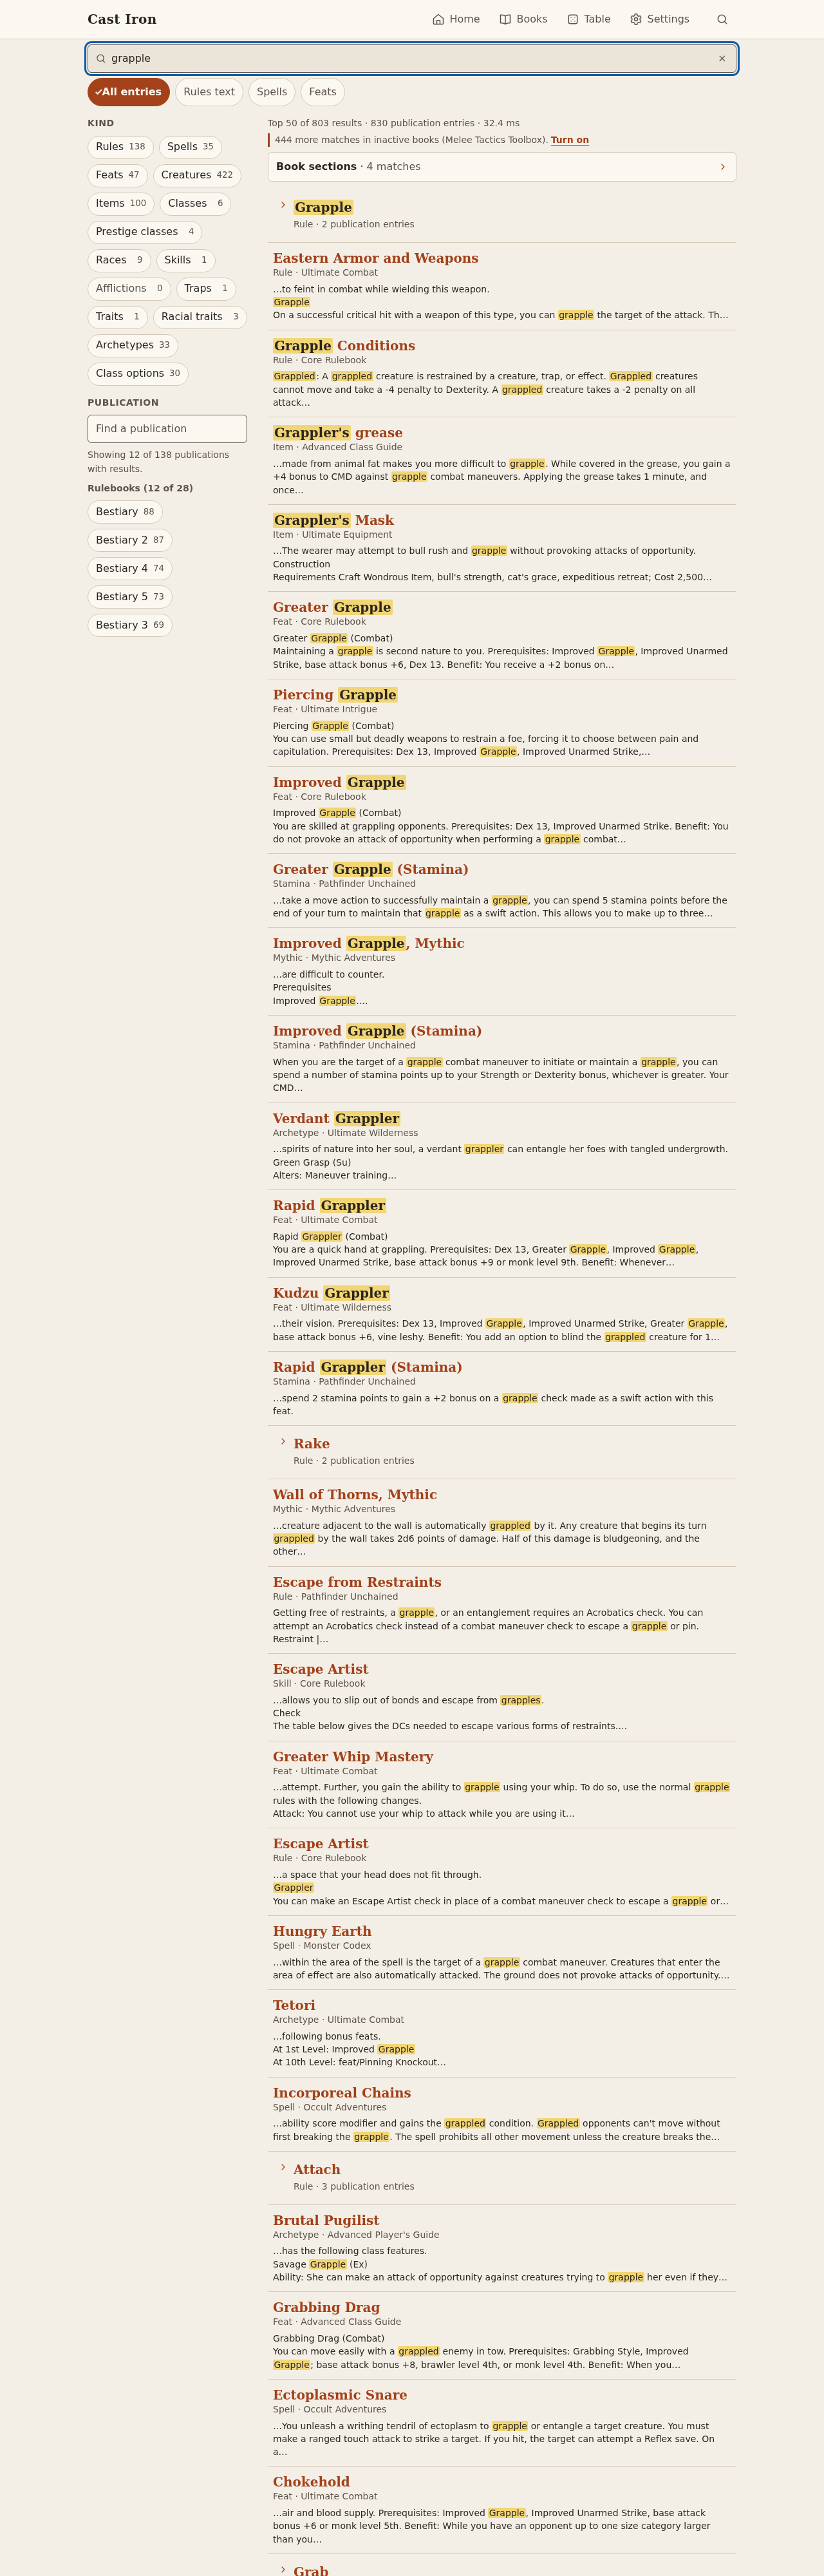 Cast Iron
Home
Books
Table
Settings
grapple
All entries
Rules text
Spells
Feats
KIND
Rules 138
Spells 35
Feats 47
Creatures 422
Items 100
Classes 6
Prestige classes 4
Races 9
Skills 1
Afflictions 0
Traps 1
Traits 1
Racial traits 3
Archetypes 33
Class options 30
PUBLICATION
Find a publication
Showing 12 of 138 publications
with results.
Rulebooks (12 of 28)
Bestiary 88
Bestiary 2 87
Bestiary 4 74
Bestiary 5 73
Bestiary 3 69
Top 50 of 803 results · 830 publication entries · 32.4 ms
444 more matches in inactive books (Melee Tactics Toolbox). Turn on
Book sections · 4 matches
Grapple
Rule · 2 publication entries
Eastern Armor and Weapons
Rule · Ultimate Combat
…to feint in combat while wielding this weapon.
Grapple
On a successful critical hit with a weapon of this type, you can grapple the target of the attack. Th…
Grapple Conditions
Rule · Core Rulebook
Grappled: A grappled creature is restrained by a creature, trap, or effect. Grappled creatures
cannot move and take a -4 penalty to Dexterity. A grappled creature takes a -2 penalty on all
attack…
Grappler's grease
Item · Advanced Class Guide
…made from animal fat makes you more difficult to grapple. While covered in the grease, you gain a
+4 bonus to CMD against grapple combat maneuvers. Applying the grease takes 1 minute, and
once…
Grappler's Mask
Item · Ultimate Equipment
…The wearer may attempt to bull rush and grapple without provoking attacks of opportunity.
Construction
Requirements Craft Wondrous Item, bull's strength, cat's grace, expeditious retreat; Cost 2,500…
Greater Grapple
Feat · Core Rulebook
Greater Grapple (Combat)
Maintaining a grapple is second nature to you. Prerequisites: Improved Grapple, Improved Unarmed
Strike, base attack bonus +6, Dex 13. Benefit: You receive a +2 bonus on…
Piercing Grapple
Feat · Ultimate Intrigue
Piercing Grapple (Combat)
You can use small but deadly weapons to restrain a foe, forcing it to choose between pain and
capitulation. Prerequisites: Dex 13, Improved Grapple, Improved Unarmed Strike,…
Improved Grapple
Feat · Core Rulebook
Improved Grapple (Combat)
You are skilled at grappling opponents. Prerequisites: Dex 13, Improved Unarmed Strike. Benefit: You
do not provoke an attack of opportunity when performing a grapple combat…
Greater Grapple (Stamina)
Stamina · Pathfinder Unchained
…take a move action to successfully maintain a grapple, you can spend 5 stamina points before the
end of your turn to maintain that grapple as a swift action. This allows you to make up to three…
Improved Grapple, Mythic
Mythic · Mythic Adventures
…are difficult to counter.
Prerequisites
Improved Grapple.…
Improved Grapple (Stamina)
Stamina · Pathfinder Unchained
When you are the target of a grapple combat maneuver to initiate or maintain a grapple, you can
spend a number of stamina points up to your Strength or Dexterity bonus, whichever is greater. Your
CMD…
Verdant Grappler
Archetype · Ultimate Wilderness
…spirits of nature into her soul, a verdant grappler can entangle her foes with tangled undergrowth.
Green Grasp (Su)
Alters: Maneuver training…
Rapid Grappler
Feat · Ultimate Combat
Rapid Grappler (Combat)
You are a quick hand at grappling. Prerequisites: Dex 13, Greater Grapple, Improved Grapple,
Improved Unarmed Strike, base attack bonus +9 or monk level 9th. Benefit: Whenever…
Kudzu Grappler
Feat · Ultimate Wilderness
…their vision. Prerequisites: Dex 13, Improved Grapple, Improved Unarmed Strike, Greater Grapple,
base attack bonus +6, vine leshy. Benefit: You add an option to blind the grappled creature for 1…
Rapid Grappler (Stamina)
Stamina · Pathfinder Unchained
…spend 2 stamina points to gain a +2 bonus on a grapple check made as a swift action with this
feat.
Rake
Rule · 2 publication entries
Wall of Thorns, Mythic
Mythic · Mythic Adventures
…creature adjacent to the wall is automatically grappled by it. Any creature that begins its turn
grappled by the wall takes 2d6 points of damage. Half of this damage is bludgeoning, and the
other…
Escape from Restraints
Rule · Pathfinder Unchained
Getting free of restraints, a grapple, or an entanglement requires an Acrobatics check. You can
attempt an Acrobatics check instead of a combat maneuver check to escape a grapple or pin.
Restraint |…
Escape Artist
Skill · Core Rulebook
…allows you to slip out of bonds and escape from grapples.
Check
The table below gives the DCs needed to escape various forms of restraints.…
Greater Whip Mastery
Feat · Ultimate Combat
…attempt. Further, you gain the ability to grapple using your whip. To do so, use the normal grapple
rules with the following changes.
Attack: You cannot use your whip to attack while you are using it…
Escape Artist
Rule · Core Rulebook
…a space that your head does not fit through.
Grappler
You can make an Escape Artist check in place of a combat maneuver check to escape a grapple or…
Hungry Earth
Spell · Monster Codex
…within the area of the spell is the target of a grapple combat maneuver. Creatures that enter the
area of effect are also automatically attacked. The ground does not provoke attacks of opportunity.…
Tetori
Archetype · Ultimate Combat
…following bonus feats.
At 1st Level: Improved Grapple
At 10th Level: feat/Pinning Knockout…
Incorporeal Chains
Spell · Occult Adventures
…ability score modifier and gains the grappled condition. Grappled opponents can't move without
first breaking the grapple. The spell prohibits all other movement unless the creature breaks the…
Attach
Rule · 3 publication entries
Brutal Pugilist
Archetype · Advanced Player's Guide
…has the following class features.
Savage Grapple (Ex)
Ability: She can make an attack of opportunity against creatures trying to grapple her even if they…
Grabbing Drag
Feat · Advanced Class Guide
Grabbing Drag (Combat)
You can move easily with a grappled enemy in tow. Prerequisites: Grabbing Style, Improved
Grapple; base attack bonus +8, brawler level 4th, or monk level 4th. Benefit: When you…
Ectoplasmic Snare
Spell · Occult Adventures
…You unleash a writhing tendril of ectoplasm to grapple or entangle a target creature. You must
make a ranged touch attack to strike a target. If you hit, the target can attempt a Reflex save. On
a…
Chokehold
Feat · Ultimate Combat
…air and blood supply. Prerequisites: Improved Grapple, Improved Unarmed Strike, base attack
bonus +6 or monk level 5th. Benefit: While you have an opponent up to one size category larger
than you…
Grab